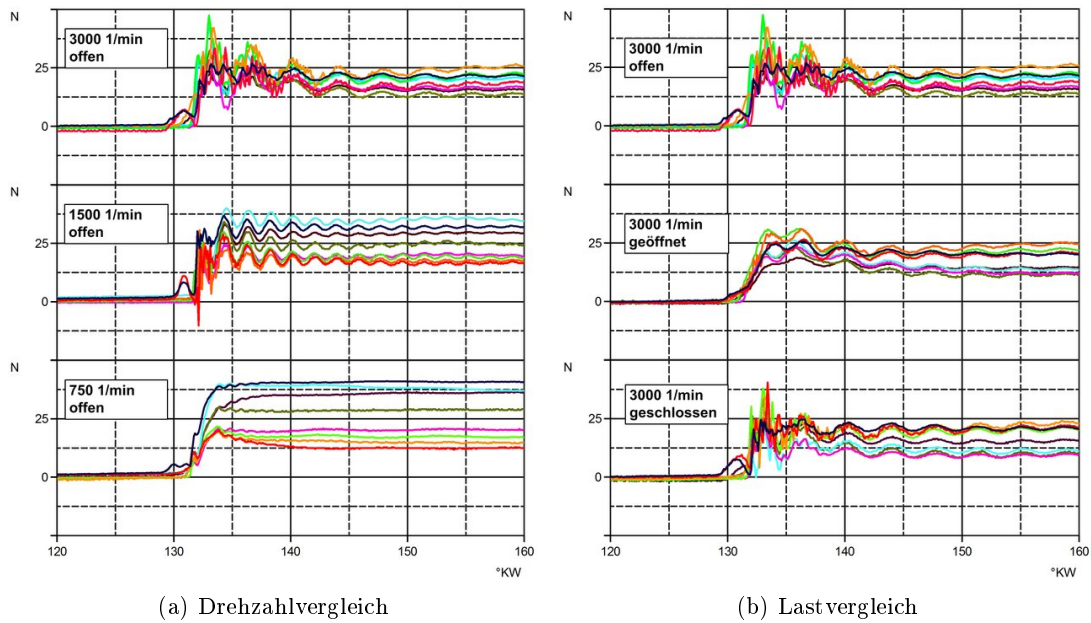 N
3000 1/min
offen
25
0
N
1500 1/min
offen
25
0
N
750 1/min
offen
25
0
120 130 140 150 160
°KW
(a) Drehzahlvergleich
N
3000 1/min
offen
25
0
N
3000 1/min
geöffnet
25
0
N
3000 1/min
geschlossen
25
0
120 130 140 150 160
°KW
(b) Lastvergleich